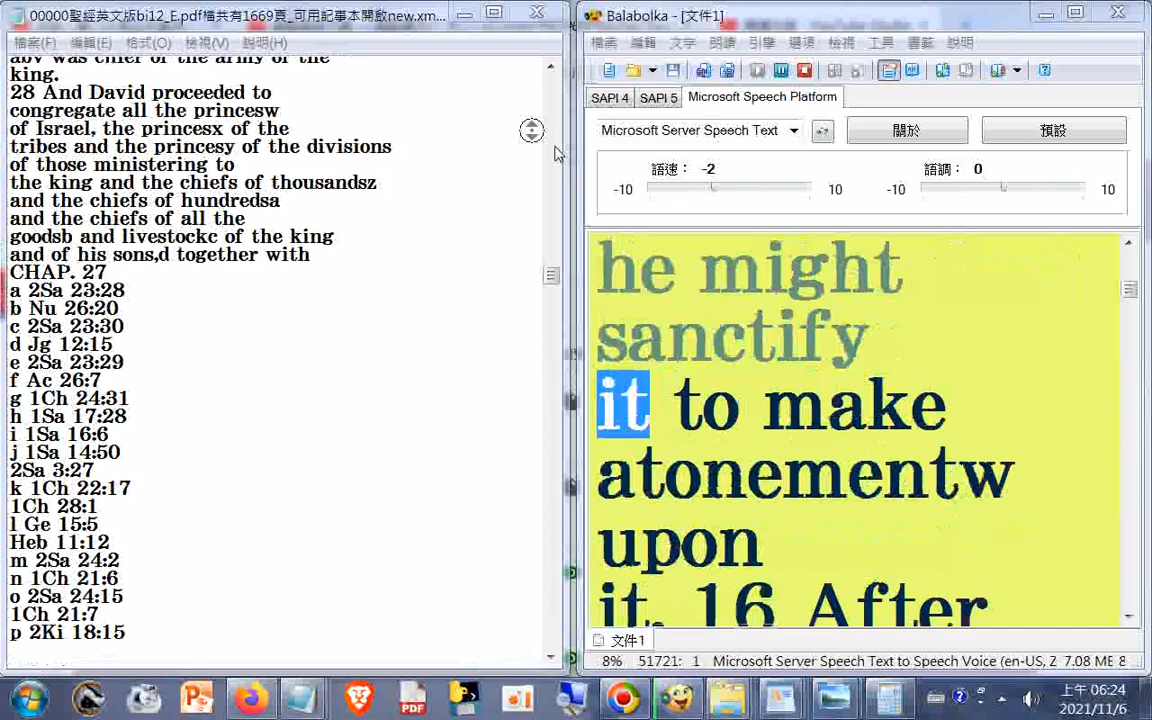 00000聖經英文版bi12_E.pdf檔共有1669頁_可用記事本開啟new.xm...
檔案(F) 編輯(E) 格式(O) 檢視(V) 說明(H)
abv was chief of the army of the
king.
28 And David proceeded to
congregate all the princesw
of Israel, the princesx of the
tribes and the princesy of the divisions
of those ministering to
the king and the chiefs of thousandsz
and the chiefs of hundredsa
and the chiefs of all the
goodsb and livestockc of the king
and of his sons,d together with
CHAP. 27
a 2Sa 23:28
b Nu 26:20
c 2Sa 23:30
d Jg 12:15
e 2Sa 23:29
f Ac 26:7
g 1Ch 24:31
h 1Sa 17:28
i 1Sa 16:6
j 1Sa 14:50
2Sa 3:27
k 1Ch 22:17
1Ch 28:1
l Ge 15:5
Heb 11:12
m 2Sa 24:2
n 1Ch 21:6
o 2Sa 24:15
1Ch 21:7
p 2Ki 18:15
Balabolka - [文件1]
檔案 編輯 文字 朗讀 引擎 選項 檢視 工具 書籤 說明
SAPI 4 SAPI 5 Microsoft Speech Platform
Microsoft Server Speech Text 關於 預設
語速： -2 語調： 0
-10 10 -10 10
he might
sanctify
it to make
atonementw
upon
it. 16 After
文件1
8% 51721: 1 Microsoft Server Speech Text to Speech Voice (en-US, Z 7.08 ME 8
PDF
上午 06:24
2021/11/6